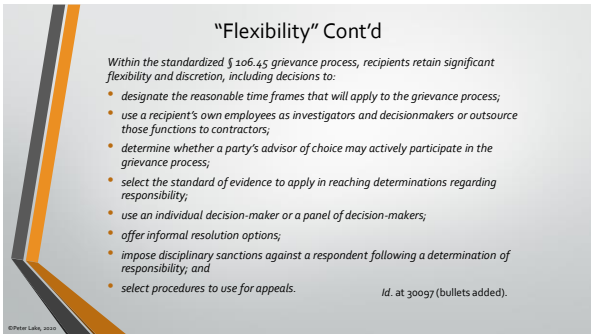 “Flexibility” Cont’d
Within the standardized § 106.45 grievance process, recipients retain significant
flexibility and discretion, including decisions to:
• designate the reasonable time frames that will apply to the grievance process;
• use a recipient’s own employees as investigators and decisionmakers or outsource
those functions to contractors;
• determine whether a party’s advisor of choice may actively participate in the
grievance process;
• select the standard of evidence to apply in reaching determinations regarding
responsibility;
• use an individual decision-maker or a panel of decision-makers;
• offer informal resolution options;
• impose disciplinary sanctions against a respondent following a determination of
responsibility; and
• select procedures to use for appeals.
Id. at 30097 (bullets added).
©Peter Lake, 2020